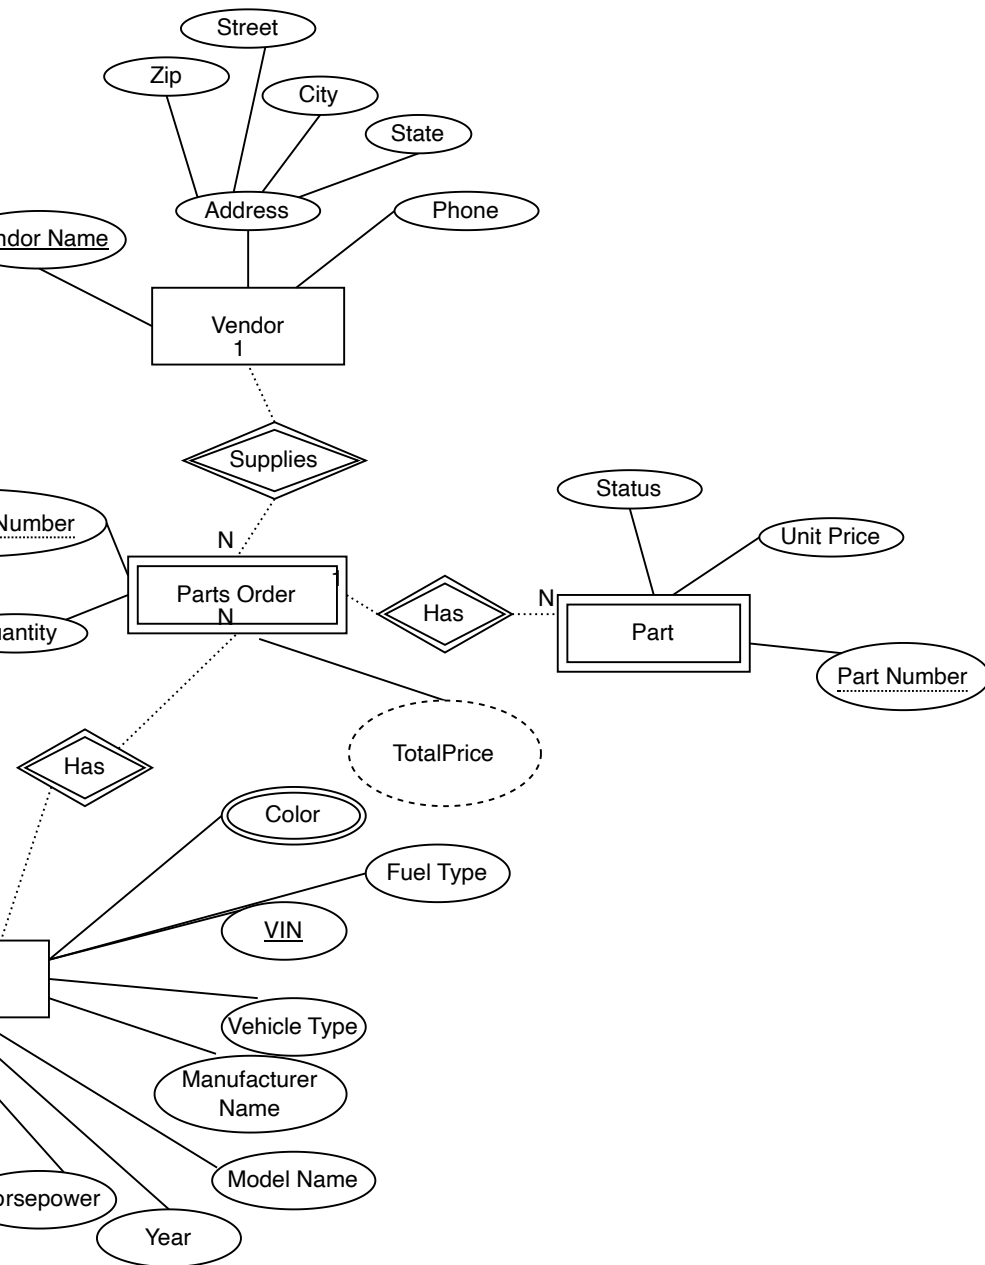 Street
Zip
City
State
Address
Phone
ndor Name
Vendor
1
Supplies
Status
Number
Unit Price
N
1
Parts Order
N
Has
N
Part
uantity
Part Number
TotalPrice
Has
Color
Fuel Type
VIN
Vehicle Type
Manufacturer
Name
Model Name
orsepower
Year